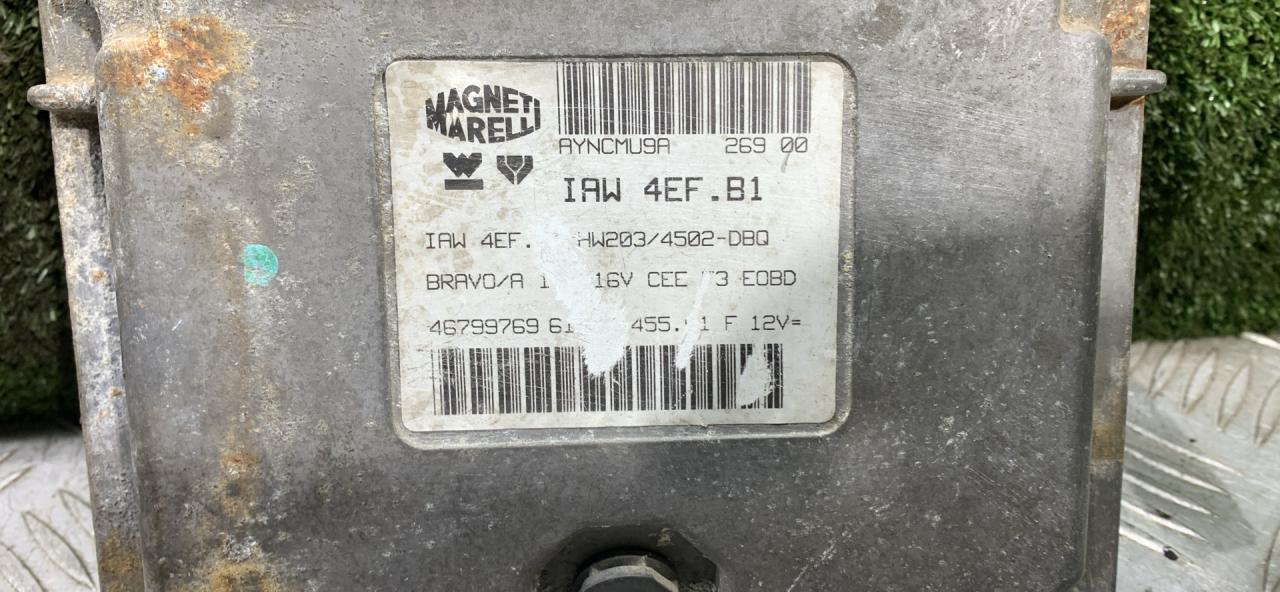 MAGNETI
MARELLI
AYNCMU9A 269 00
IAW 4EF.B1
IAW 4EF. HW203/4502-DBQ
BRAVO/A 16V CEE EOBD
46799769 F 12V=